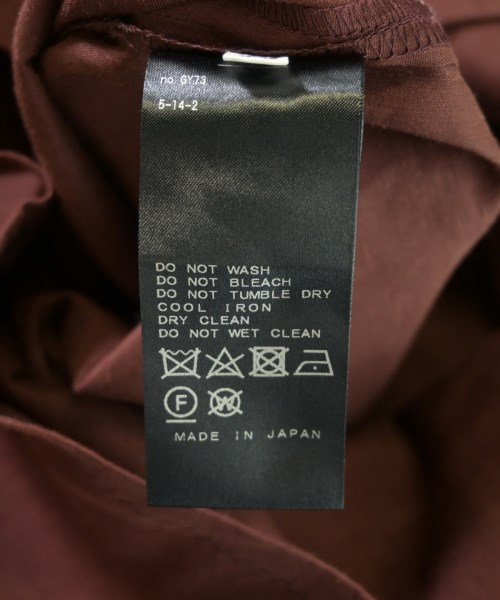 no GY73
5-14-2
DO NOT WASH
DO NOT BLEACH
DO NOT TUMBLE DRY
COOL IRON
DRY CLEAN
DO NOT WET CLEAN
F W
MADE IN JAPAN